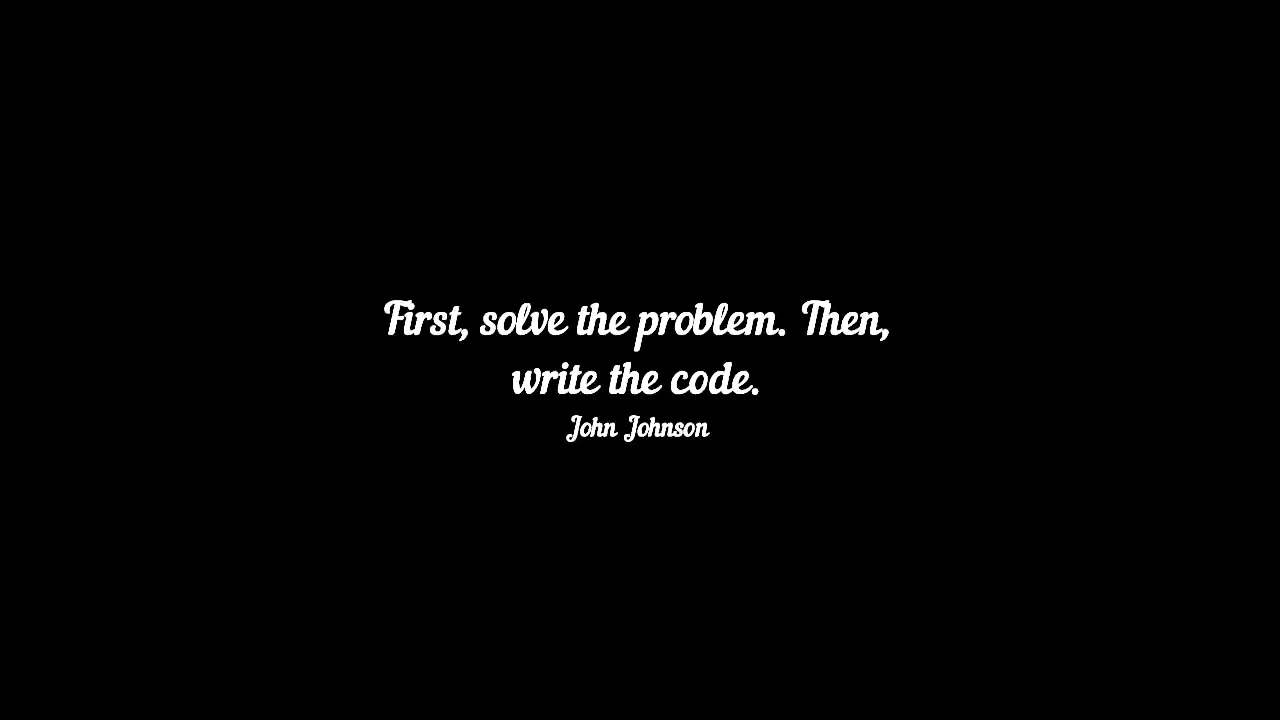 First, solve the problem. Then,
write the code.
John Johnson